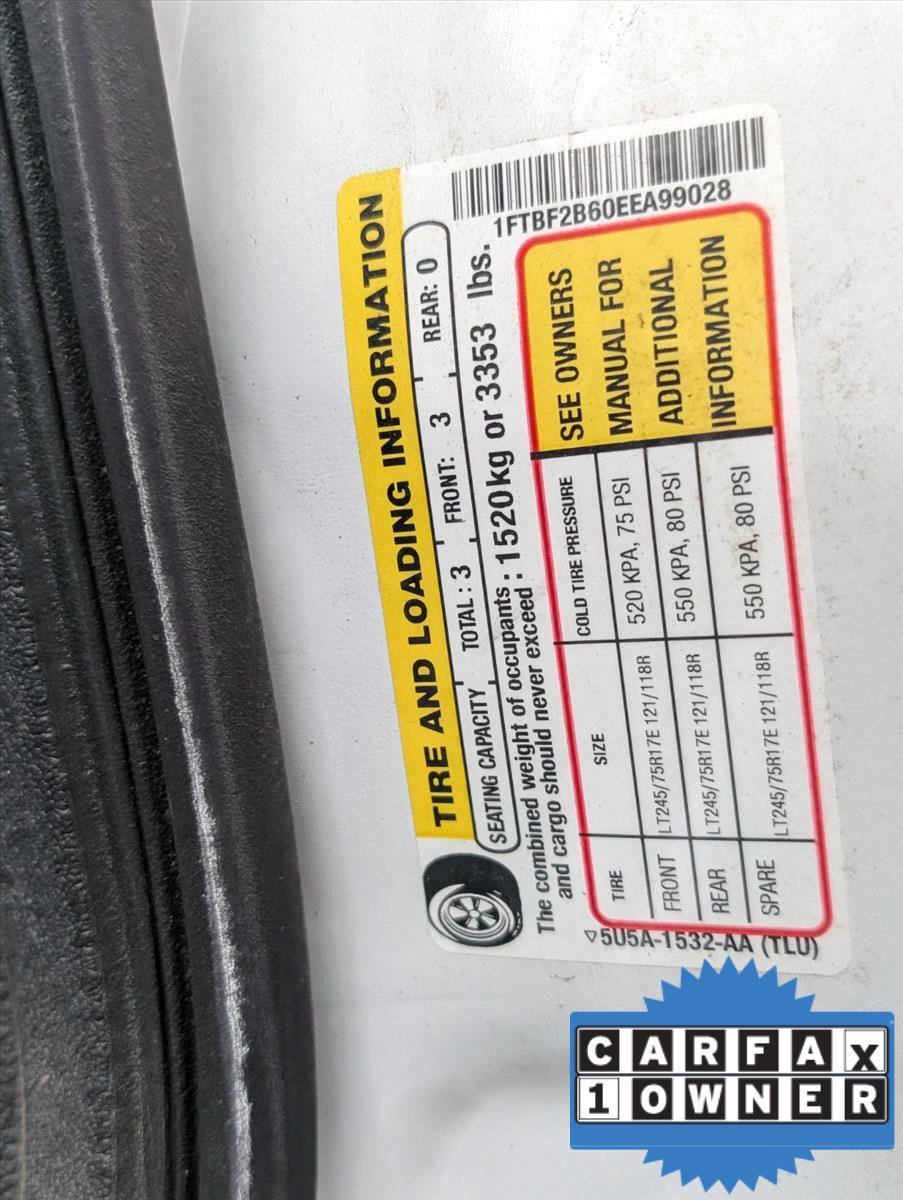 1FTBF2B60EEA99028
TIRE AND LOADING INFORMATION
SEATING CAPACITY TOTAL : 3 FRONT: 3 REAR: 0
The combined weight of occupants : 1520kg or 3353 lbs.
and cargo should never exceed :
TIRE SIZE COLD TIRE PRESSURE
FRONT LT245/75R17E 121/118R 520 KPA, 75 PSI
REAR LT245/75R17E 121/118R 550 KPA, 80 PSI
SPARE LT245/75R17E 121/118R 550 KPA, 80 PSI
SEE OWNERS
MANUAL FOR
ADDITIONAL
INFORMATION
5U5A-1532-AA (TLU)
CARFAX
1 OWNER